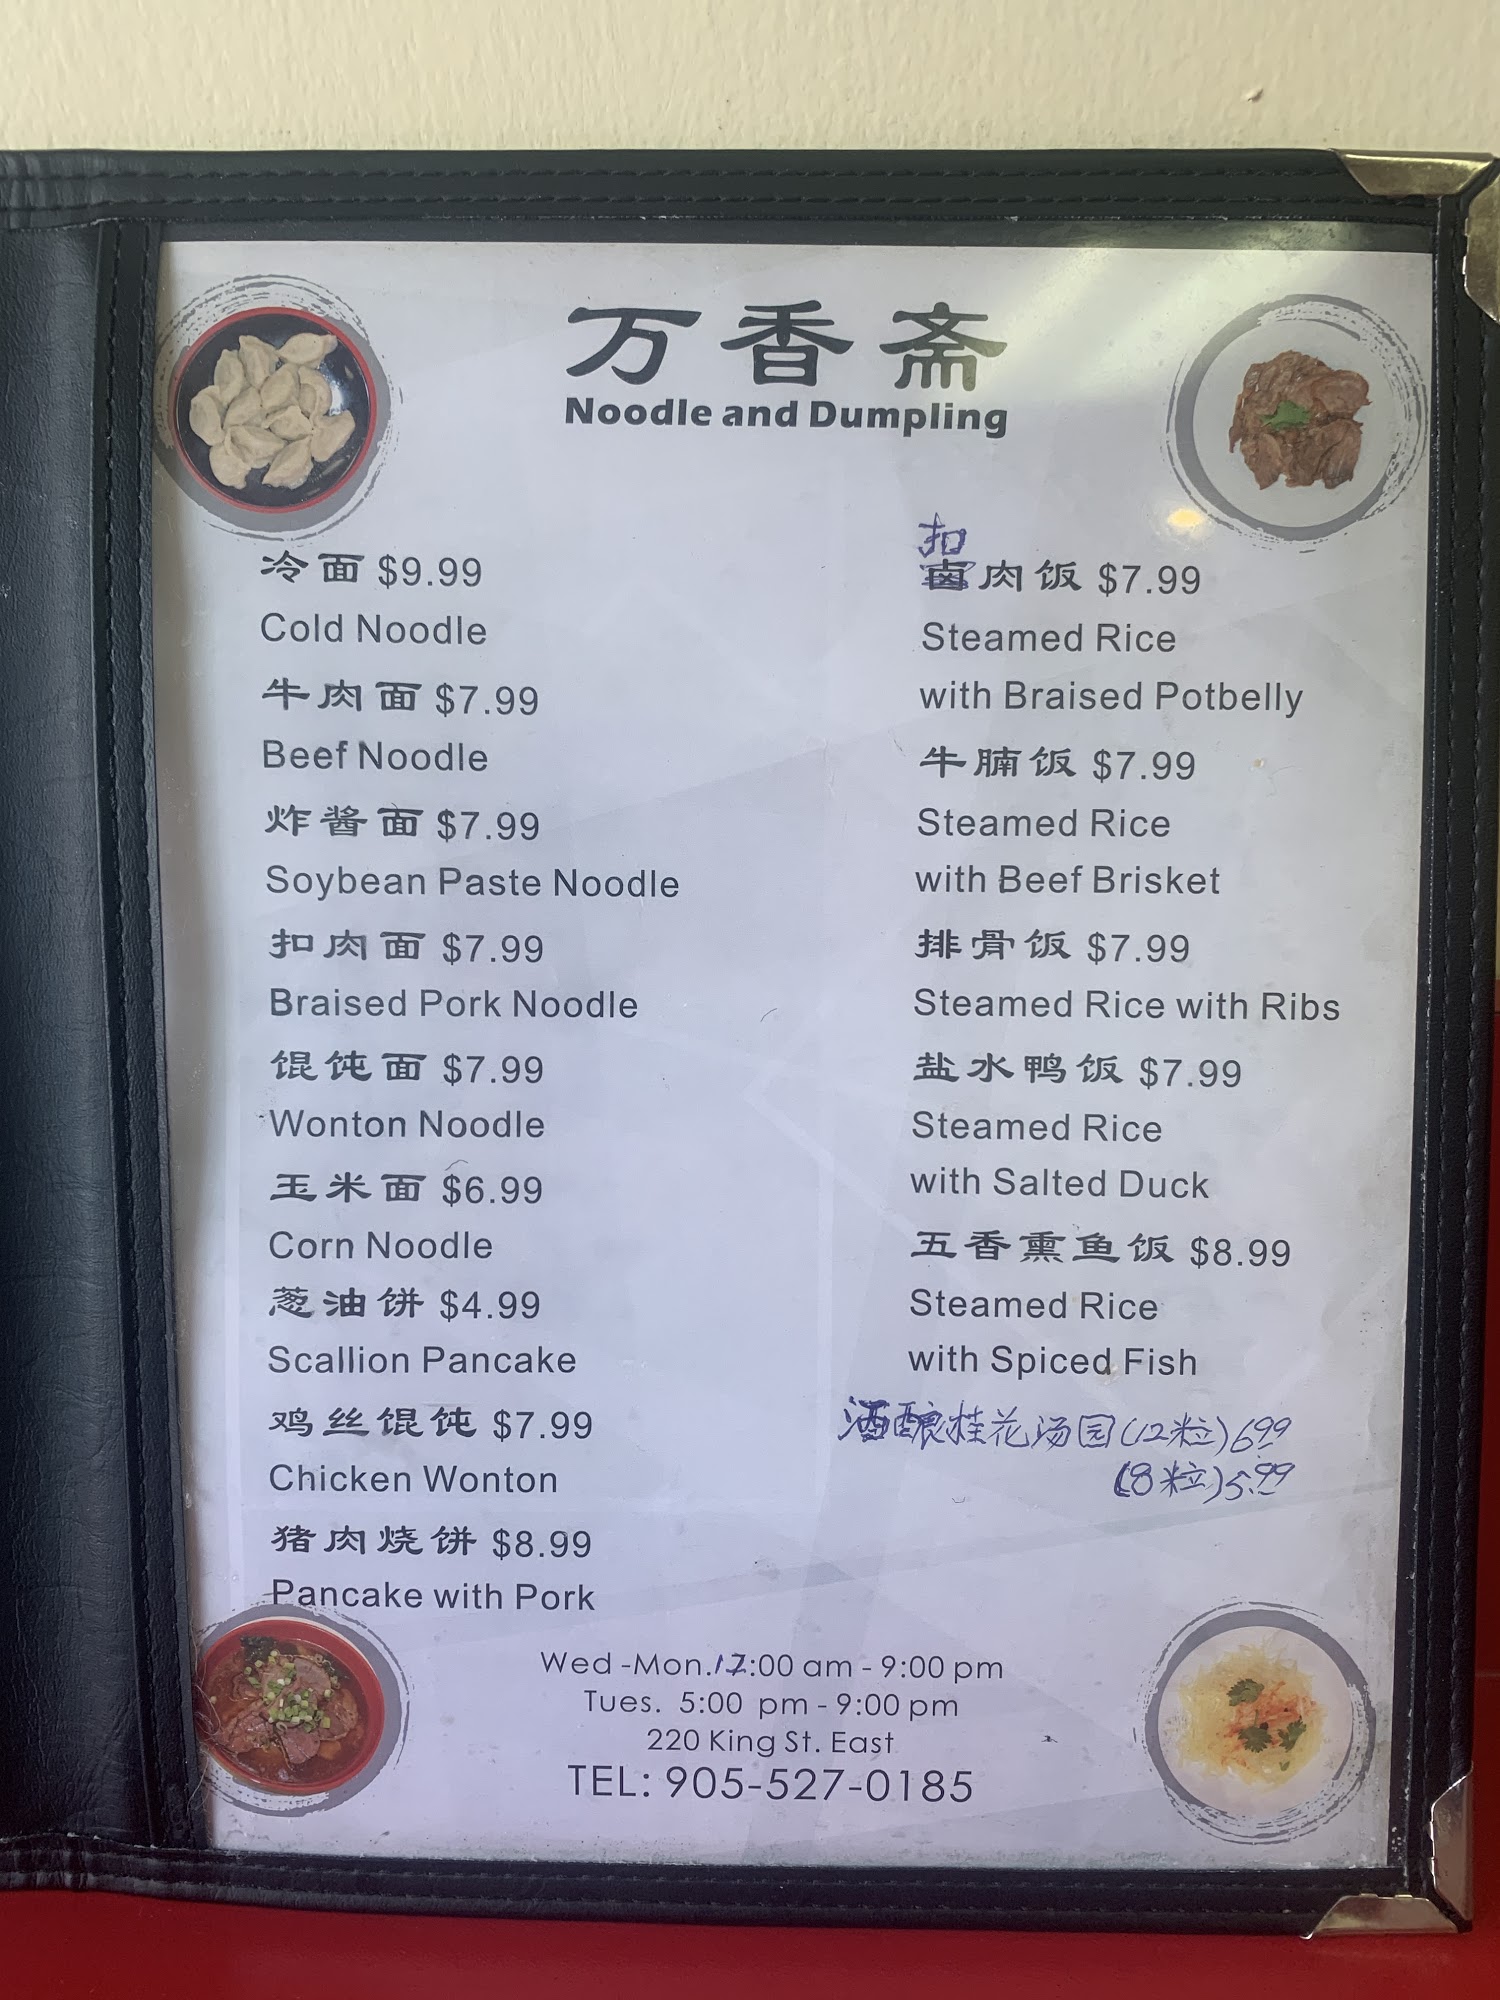 万香斋
Noodle and Dumpling
冷面 $9.99
Cold Noodle
牛肉面 $7.99
Beef Noodle
炸酱面 $7.99
Soybean Paste Noodle
扣肉面 $7.99
Braised Pork Noodle
馄饨面 $7.99
Wonton Noodle
玉米面 $6.99
Corn Noodle
葱油饼 $4.99
Scallion Pancake
鸡丝馄饨 $7.99
Chicken Wonton
猪肉烧饼 $8.99
Pancake with Pork
扣
卤肉饭 $7.99
Steamed Rice
with Braised Potbelly
牛腩饭 $7.99
Steamed Rice
with Beef Brisket
排骨饭 $7.99
Steamed Rice with Ribs
盐水鸭饭 $7.99
Steamed Rice
with Salted Duck
五香熏鱼饭 $8.99
Steamed Rice
with Spiced Fish
酒酿桂花汤园(12粒)6.99
(8粒)5.99
Wed -Mon.12:00 am - 9:00 pm
Tues. 5:00 pm - 9:00 pm
220 King St. East
TEL: 905-527-0185